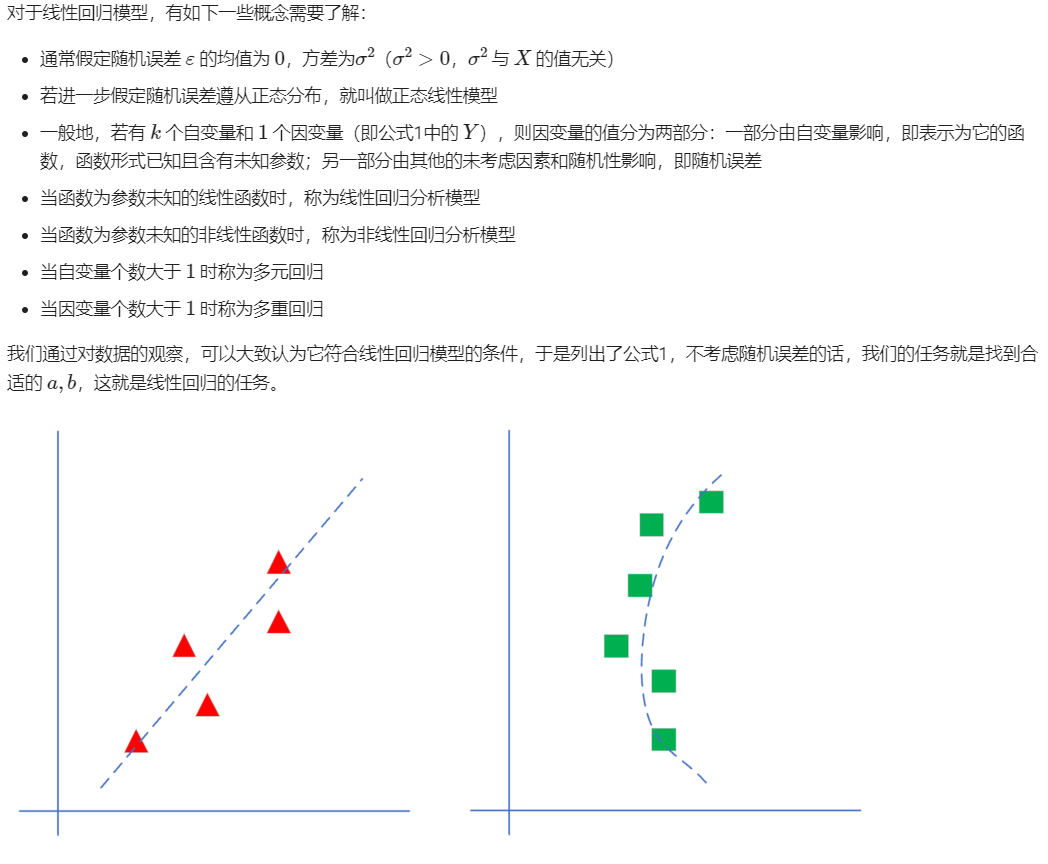 对于线性回归模型，有如下一些概念需要了解：
• 通常假定随机误差 ε 的均值为 0，方差为σ²（σ² > 0，σ² 与 X 的值无关）
• 若进一步假定随机误差遵从正态分布，就叫做正态线性模型
• 一般地，若有 k 个自变量和 1 个因变量（即公式1中的 Y），则因变量的值分为两部分：一部分由自变量影响，即表示为它的函
数，函数形式已知且含有未知参数；另一部分由其他的未考虑因素和随机性影响，即随机误差
• 当函数为参数未知的线性函数时，称为线性回归分析模型
• 当函数为参数未知的非线性函数时，称为非线性回归分析模型
• 当自变量个数大于 1 时称为多元回归
• 当因变量个数大于 1 时称为多重回归
我们通过对数据的观察，可以大致认为它符合线性回归模型的条件，于是列出了公式1，不考虑随机误差的话，我们的任务就是找到合
适的 a, b，这就是线性回归的任务。